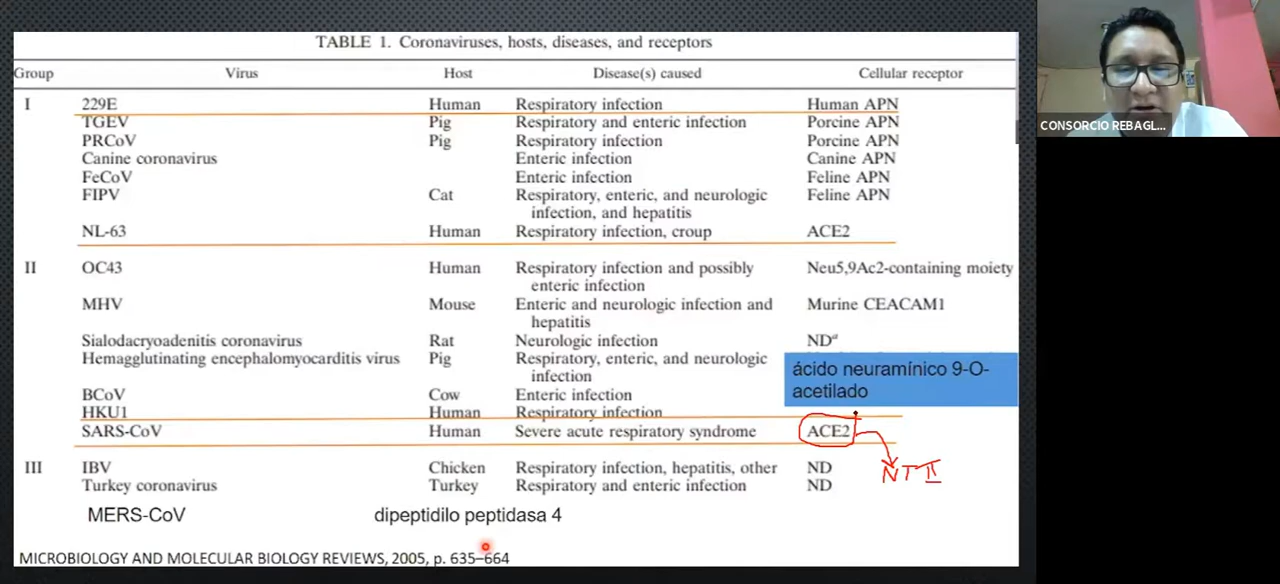 TABLE 1. Coronaviruses, hosts, diseases, and receptors
Group Virus Host Disease(s) caused Cellular receptor
I 229E Human Respiratory infection Human APN
TGEV Pig Respiratory and enteric infection Porcine APN
PRCoV Pig Respiratory infection Porcine APN
Canine coronavirus Enteric infection Canine APN
FeCoV Enteric infection Feline APN
FIPV Cat Respiratory, enteric, and neurologic Feline APN
infection, and hepatitis
NL-63 Human Respiratory infection, croup ACE2
II OC43 Human Respiratory infection and possibly Neu5,9Ac2-containing moiety
enteric infection
MHV Mouse Enteric and neurologic infection and Murine CEACAM1
hepatitis
Sialodacryoadenitis coronavirus Rat Neurologic infection NDa
Hemagglutinating encephalomyocarditis virus Pig Respiratory, enteric, and neurologic
infection
ácido neuramínico 9-O-
acetilado
BCoV Cow Enteric infection
HKU1 Human Respiratory infection
SARS-CoV Human Severe acute respiratory syndrome ACE2
NT II
III IBV Chicken Respiratory infection, hepatitis, other ND
Turkey coronavirus Turkey Respiratory and enteric infection ND
MERS-CoV dipeptidilo peptidasa 4
MICROBIOLOGY AND MOLECULAR BIOLOGY REVIEWS, 2005, p. 635–664
CONSORCIO REBAGL...